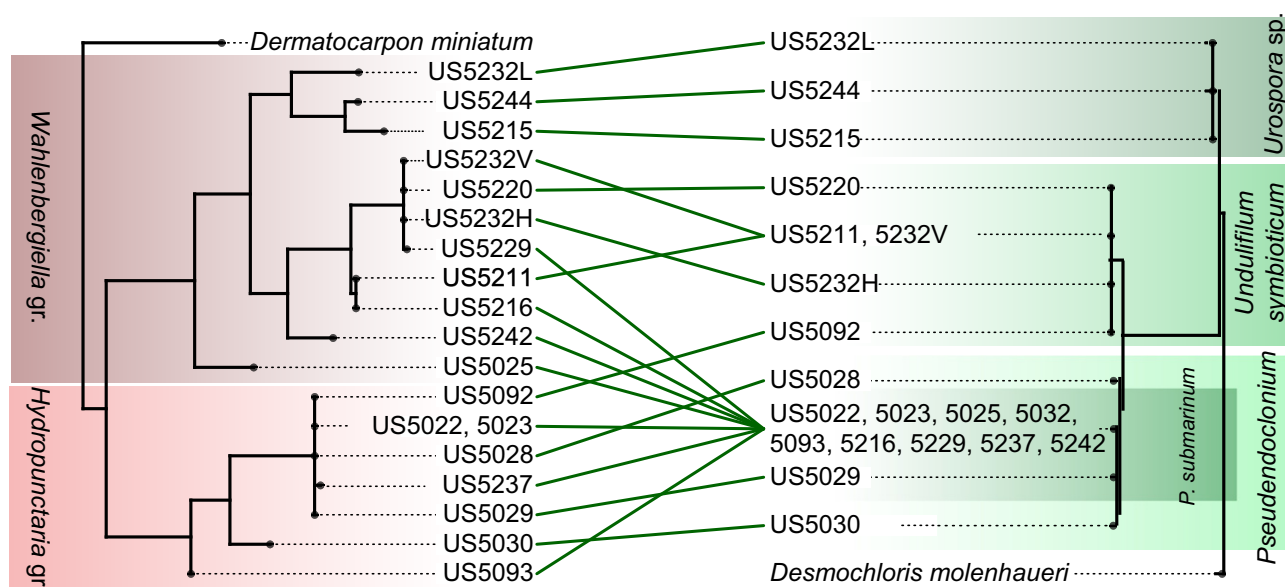 Dermatocarpon miniatum
US5232L
US5244
US5215
US5232V
US5220
US5232H
US5229
US5211
US5216
US5242
US5025
US5092
US5022, 5023
US5028
US5237
US5029
US5030
US5093
Wahlenbergiella gr.
Hydropunctaria gr
US5232L
US5244
US5215
US5220
US5211, 5232V
US5232H
US5092
US5028
US5022, 5023, 5025, 5032,
5093, 5216, 5229, 5237, 5242
US5029
US5030
Desmochloris molenhaueri
Urospora sp.
Undulifilum
symbioticum
P. submarinum
Pseudendoclonium